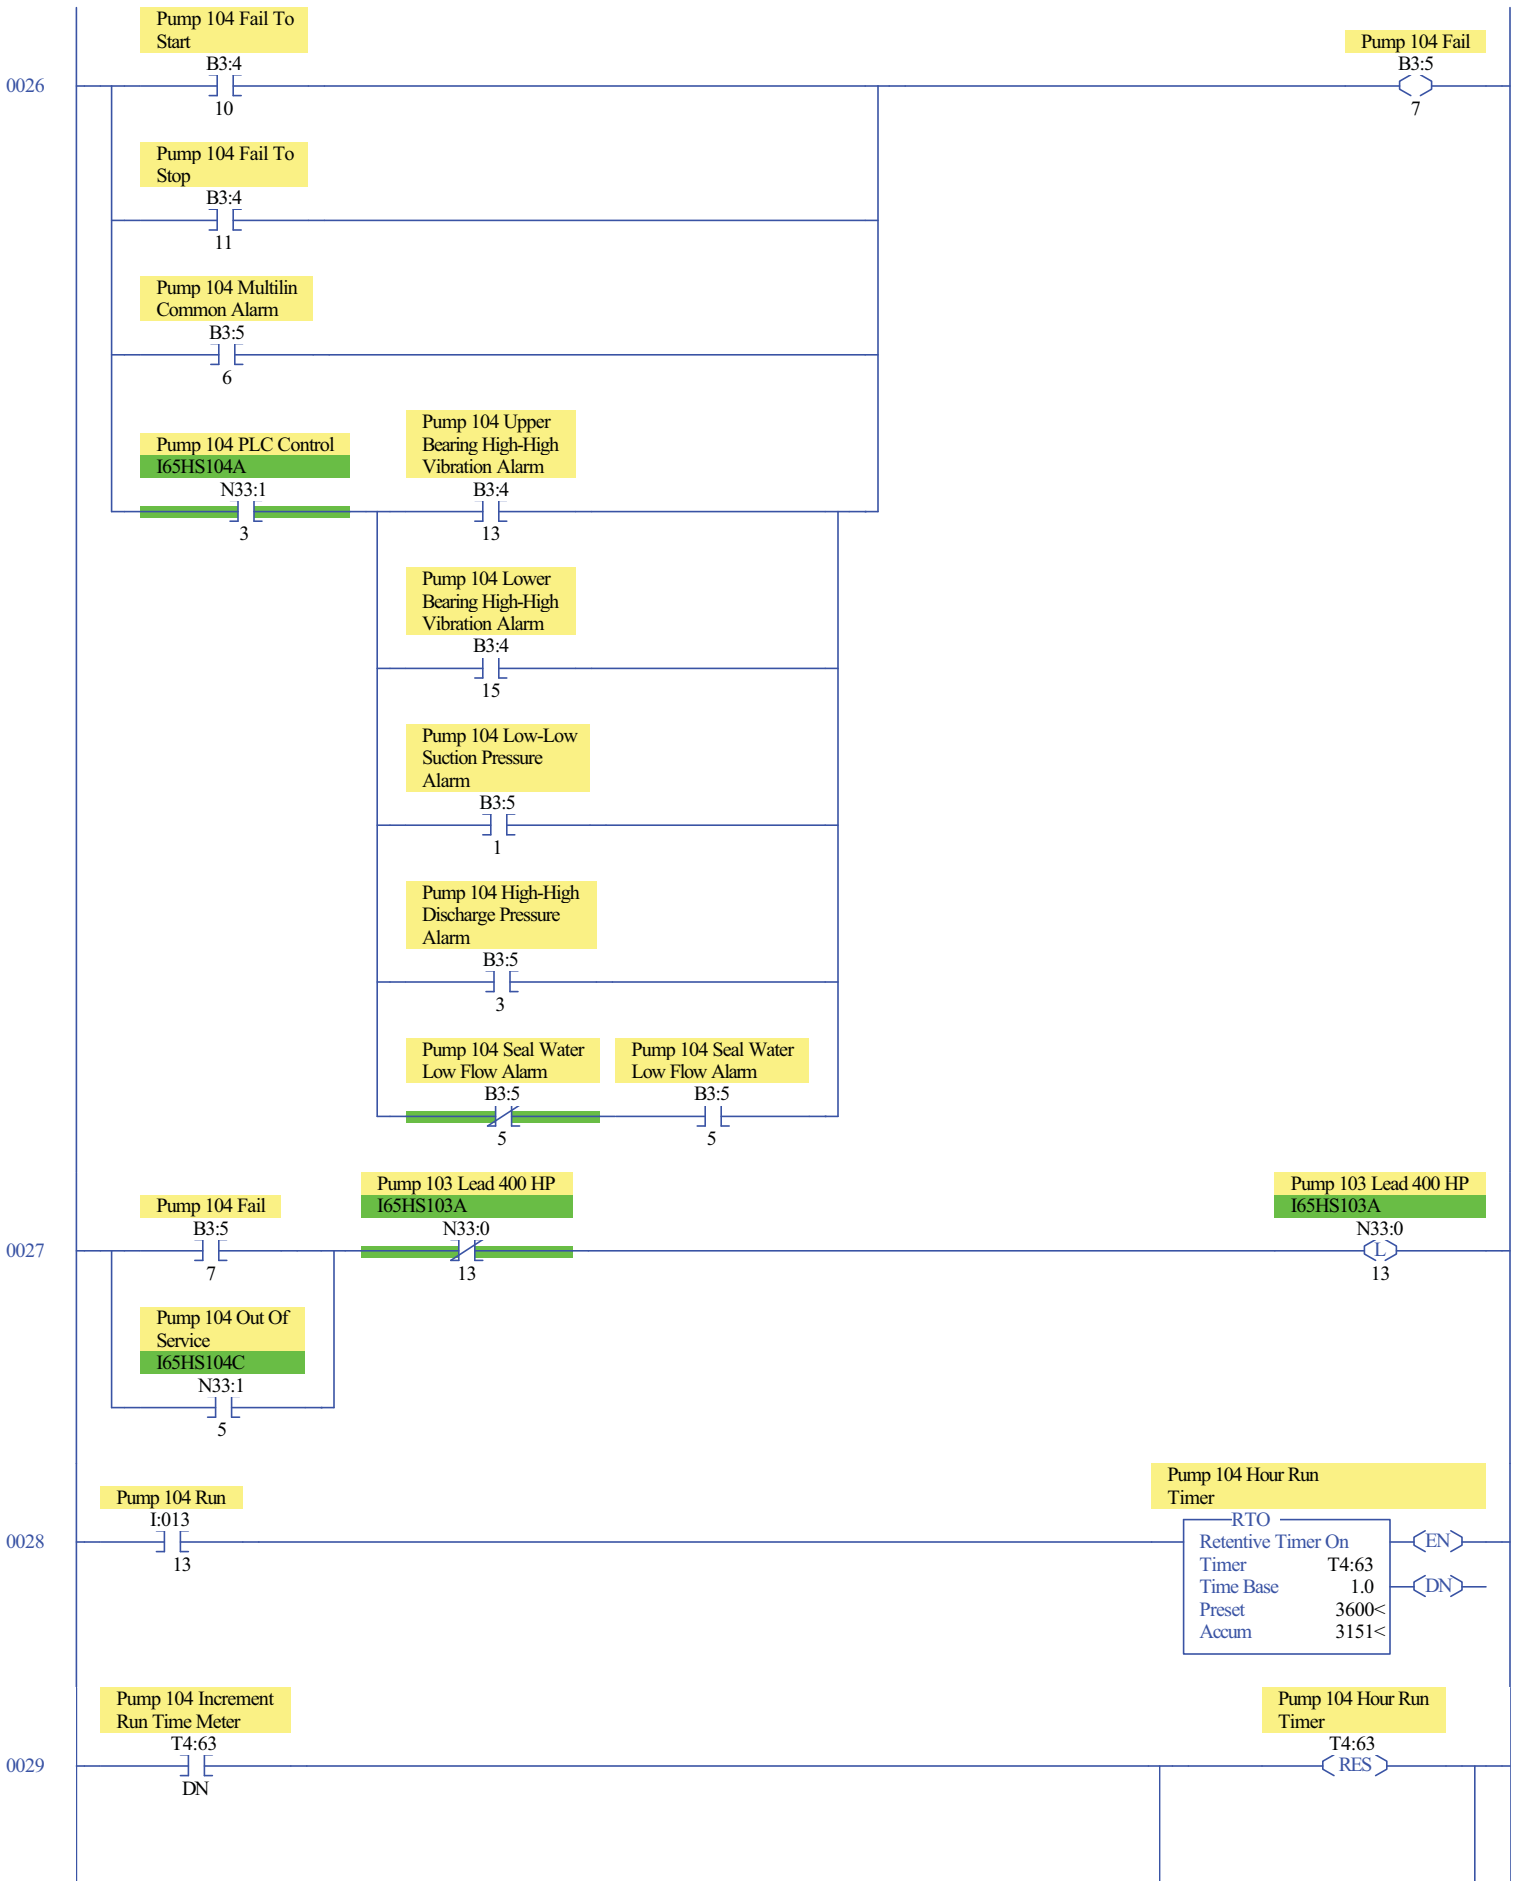 Pump 104 Fail To
Start
B3:4
10
Pump 104 Fail
B3:5
7
0026
Pump 104 Fail To
Stop
B3:4
11
Pump 104 Multilin
Common Alarm
B3:5
6
Pump 104 PLC Control
I65HS104A
N33:1
3
Pump 104 Upper
Bearing High-High
Vibration Alarm
B3:4
13
Pump 104 Lower
Bearing High-High
Vibration Alarm
B3:4
15
Pump 104 Low-Low
Suction Pressure
Alarm
B3:5
1
Pump 104 High-High
Discharge Pressure
Alarm
B3:5
3
Pump 104 Seal Water
Low Flow Alarm
B3:5
5
Pump 104 Seal Water
Low Flow Alarm
B3:5
5
0027
Pump 104 Fail
B3:5
7
Pump 103 Lead 400 HP
I65HS103A
N33:0
13
Pump 103 Lead 400 HP
I65HS103A
N33:0
L
13
Pump 104 Out Of
Service
I65HS104C
N33:1
5
0028
Pump 104 Run
I:013
13
Pump 104 Hour Run
Timer
RTO
Retentive Timer On
Timer T4:63
Time Base 1.0
Preset 3600<
Accum 3151<
EN
DN
0029
Pump 104 Increment
Run Time Meter
T4:63
DN
Pump 104 Hour Run
Timer
T4:63
RES